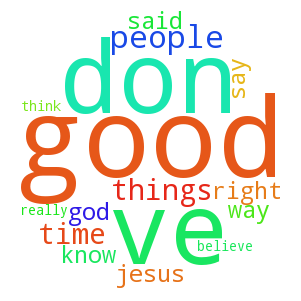 said
people
don
say
think
good
things
right
really
god
ve
way
time
know
believe
jesus